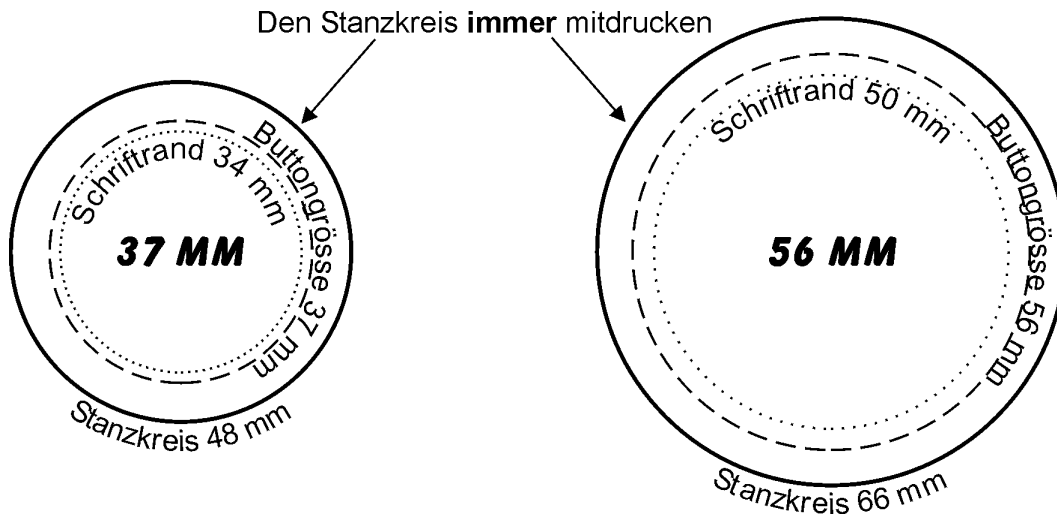 Den Stanzkreis immer mitdrucken
Schriftrand 34 mm
Buttongrösse 37 mm
37 MM
Stanzkreis 48 mm
Schriftrand 50 mm
Buttongrösse 56 mm
56 MM
Stanzkreis 66 mm